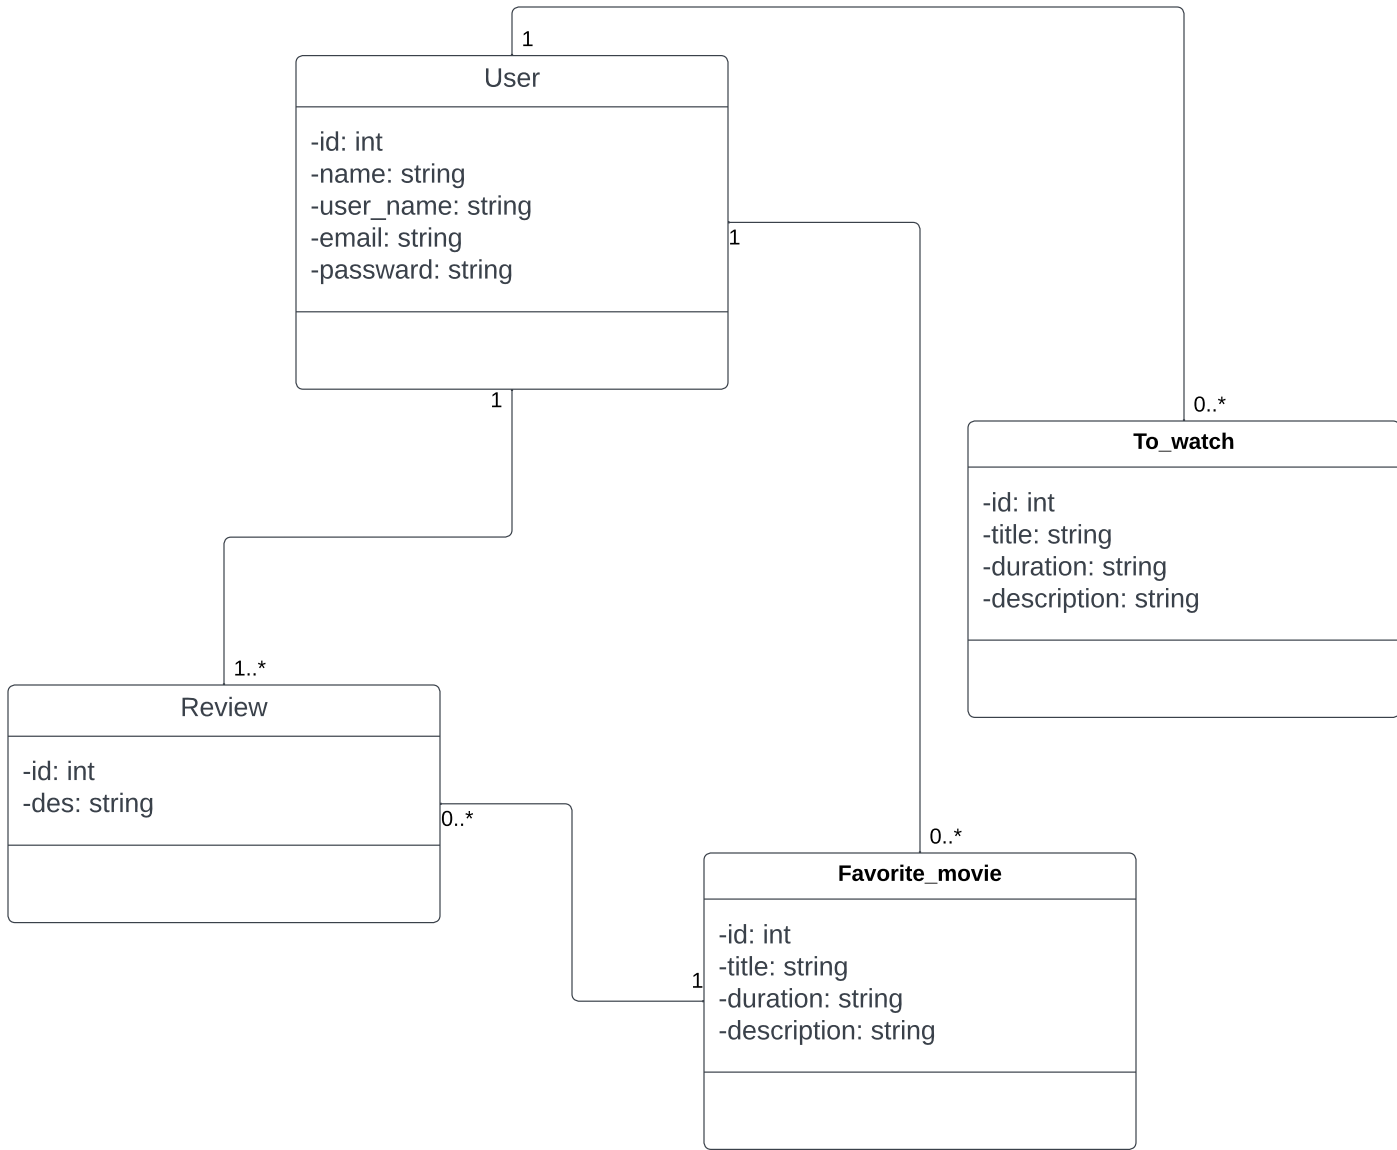 1
User
-id: int
-name: string
-user_name: string
-email: string
-passward: string
1
1
0..*
To_watch
-id: int
-title: string
-duration: string
-description: string
1..*
Review
-id: int
-des: string
0..*
0..*
Favorite_movie
-id: int
-title: string
-duration: string
-description: string
1